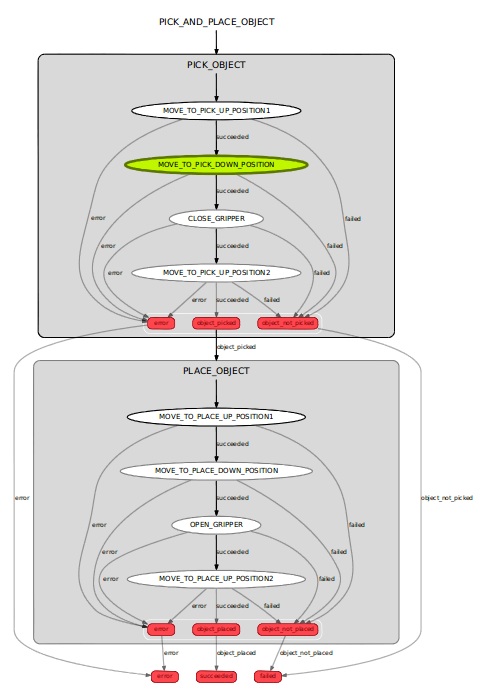 PICK_AND_PLACE_OBJECT
PICK_OBJECT
MOVE_TO_PICK_UP_POSITION1
succeeded
MOVE_TO_PICK_DOWN_POSITION
succeeded
error
CLOSE_GRIPPER
failed
error
succeeded
failed
error
MOVE_TO_PICK_UP_POSITION2
failed
error
succeeded
failed
error
object_picked
object_not_picked
object_picked
PLACE_OBJECT
MOVE_TO_PLACE_UP_POSITION1
succeeded
MOVE_TO_PLACE_DOWN_POSITION
error
succeeded
object_not_picked
error
OPEN_GRIPPER
failed
error
succeeded
failed
error
MOVE_TO_PLACE_UP_POSITION2
failed
error
succeeded
failed
error
object_placed
object_not_placed
error
object_placed
object_not_placed
error
succeeded
failed